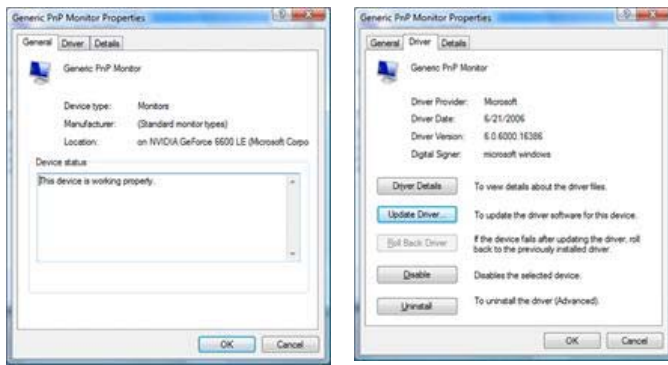 Generic PnP Monitor Properties
General Driver Details
Generic PnP Monitor
Device type: Monitors
Manufacturer: (Standard monitor types)
Location: on NVIDIA GeForce 6600 LE (Microsoft Corpo
Device status
This device is working properly.
OK Cancel
Generic PnP Monitor Properties
General Driver Details
Generic PnP Monitor
Driver Provider: Microsoft
Driver Date: 6/21/2006
Driver Version: 6.0.6000.16386
Digital Signer: microsoft windows
Driver Details To view details about the driver files.
Update Driver... To update the driver software for this device.
Roll Back Driver If the device fails after updating the driver, roll
back to the previously installed driver.
Disable Disables the selected device.
Uninstall To uninstall the driver (Advanced).
OK Cancel